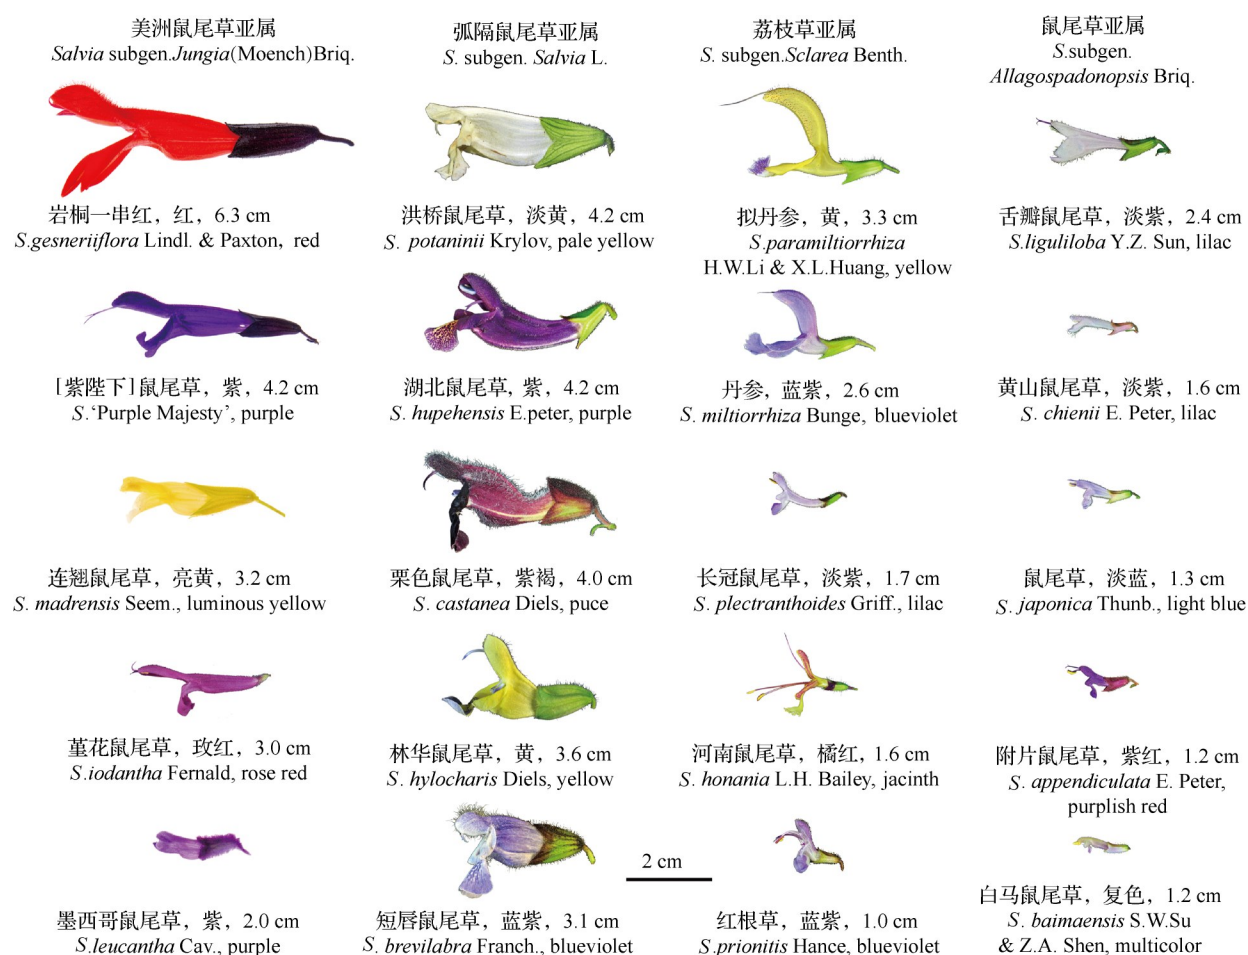 美洲鼠尾草亚属
Salvia subgen.Jungia(Moench)Briq.
弧隔鼠尾草亚属
S. subgen. Salvia L.
荔枝草亚属
S. subgen.Sclarea Benth.
鼠尾草亚属
S.subgen.
Allagospadonopsis Briq.
岩桐一串红，红，6.3 cm
S.gesneriiflora Lindl. & Paxton, red
洪桥鼠尾草，淡黄，4.2 cm
S. potaninii Krylov, pale yellow
拟丹参，黄，3.3 cm
S.paramiltiorrhiza
H.W.Li & X.L.Huang, yellow
舌瓣鼠尾草，淡紫，2.4 cm
S.liguliloba Y.Z. Sun, lilac
[紫陛下]鼠尾草，紫，4.2 cm
S.‘Purple Majesty’, purple
湖北鼠尾草，紫，4.2 cm
S. hupehensis E.peter, purple
丹参，蓝紫，2.6 cm
S. miltiorrhiza Bunge, blueviolet
黄山鼠尾草，淡紫，1.6 cm
S. chienii E. Peter, lilac
连翘鼠尾草，亮黄，3.2 cm
S. madrensis Seem., luminous yellow
栗色鼠尾草，紫褐，4.0 cm
S. castanea Diels, puce
长冠鼠尾草，淡紫，1.7 cm
S. plectranthoides Griff., lilac
鼠尾草，淡蓝，1.3 cm
S. japonica Thunb., light blue
堇花鼠尾草，玫红，3.0 cm
S.iodantha Fernald, rose red
林华鼠尾草，黄，3.6 cm
S. hylocharis Diels, yellow
河南鼠尾草，橘红，1.6 cm
S. honania L.H. Bailey, jacinth
附片鼠尾草，紫红，1.2 cm
S. appendiculata E. Peter,
purplish red
2 cm
墨西哥鼠尾草，紫，2.0 cm
S.leucantha Cav., purple
短唇鼠尾草，蓝紫，3.1 cm
S. brevilabra Franch., blueviolet
红根草，蓝紫，1.0 cm
S.prionitis Hance, blueviolet
白马鼠尾草，复色，1.2 cm
S. baimaensis S.W.Su
& Z.A. Shen, multicolor